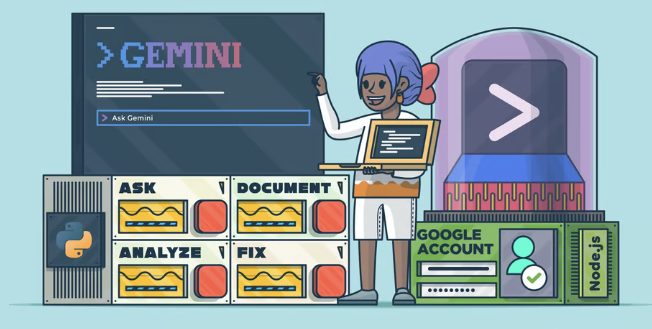 >GEMINI
> Ask Gemini
ASK
DOCUMENT
ANALYZE
FIX
>
GOOGLE
ACCOUNT
Node.js